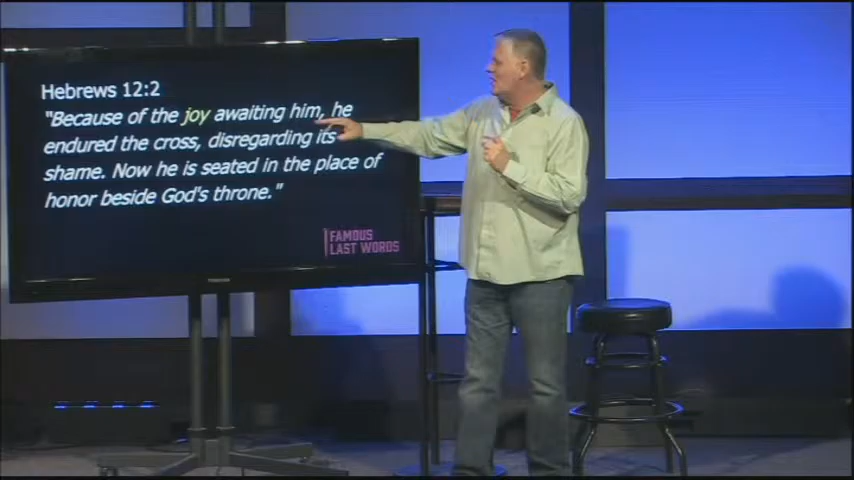 Hebrews 12:2
"Because of the joy awaiting him, he
endured the cross, disregarding its
shame. Now he is seated in the place of
honor beside God's throne."
FAMOUS
LAST WORDS